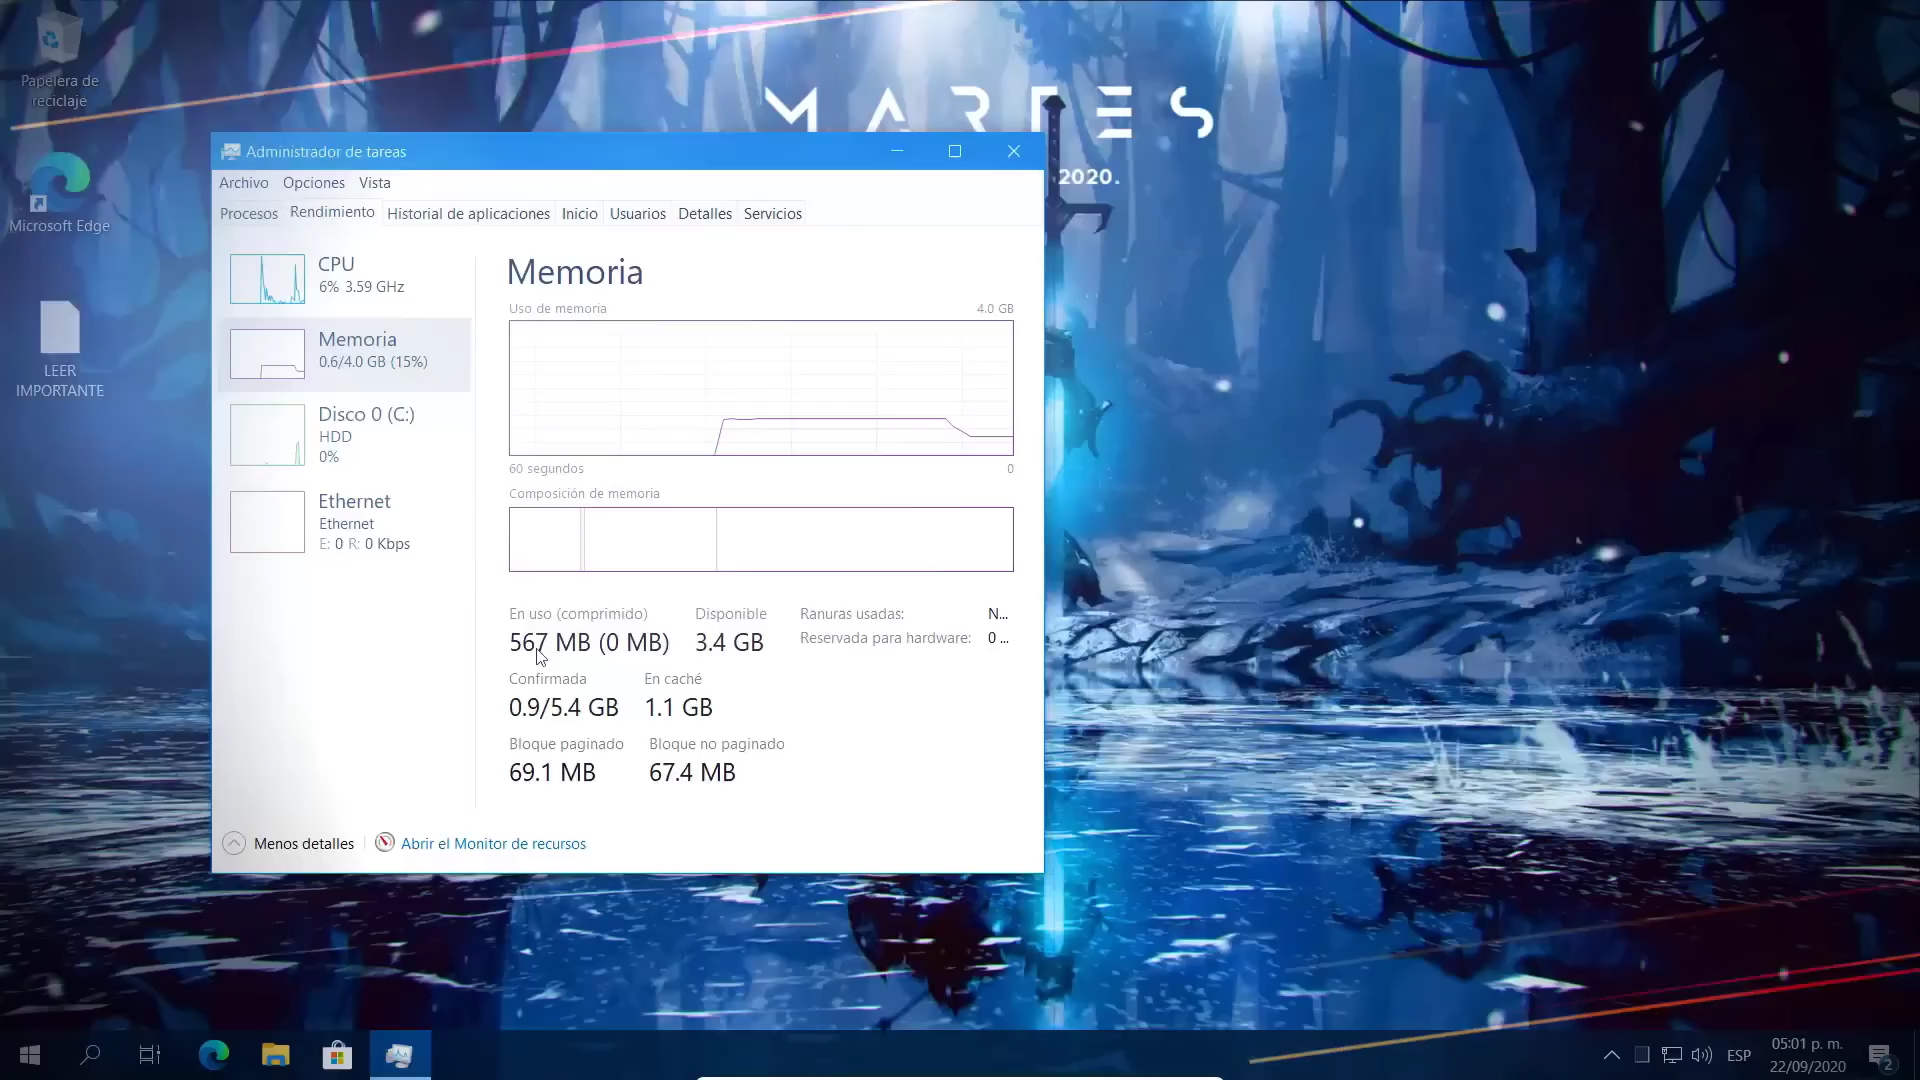 Papelera de
reciclaje
Microsoft Edge
LEER
IMPORTANTE
MARTES
2020.
Administrador de tareas
Archivo Opciones Vista
Procesos Rendimiento Historial de aplicaciones Inicio Usuarios Detalles Servicios
CPU
6% 3.59 GHz
Memoria
0.6/4.0 GB (15%)
Disco 0 (C:)
HDD
0%
Ethernet
Ethernet
E: 0 R: 0 Kbps
Memoria
Uso de memoria 4.0 GB
60 segundos 0
Composición de memoria
En uso (comprimido) Disponible
567 MB (0 MB) 3.4 GB
Confirmada En caché
0.9/5.4 GB 1.1 GB
Bloque paginado Bloque no paginado
69.1 MB 67.4 MB
Ranuras usadas: N...
Reservada para hardware: 0 ...
Menos detalles Abrir el Monitor de recursos
ESP
05:01 p. m.
22/09/2020
2